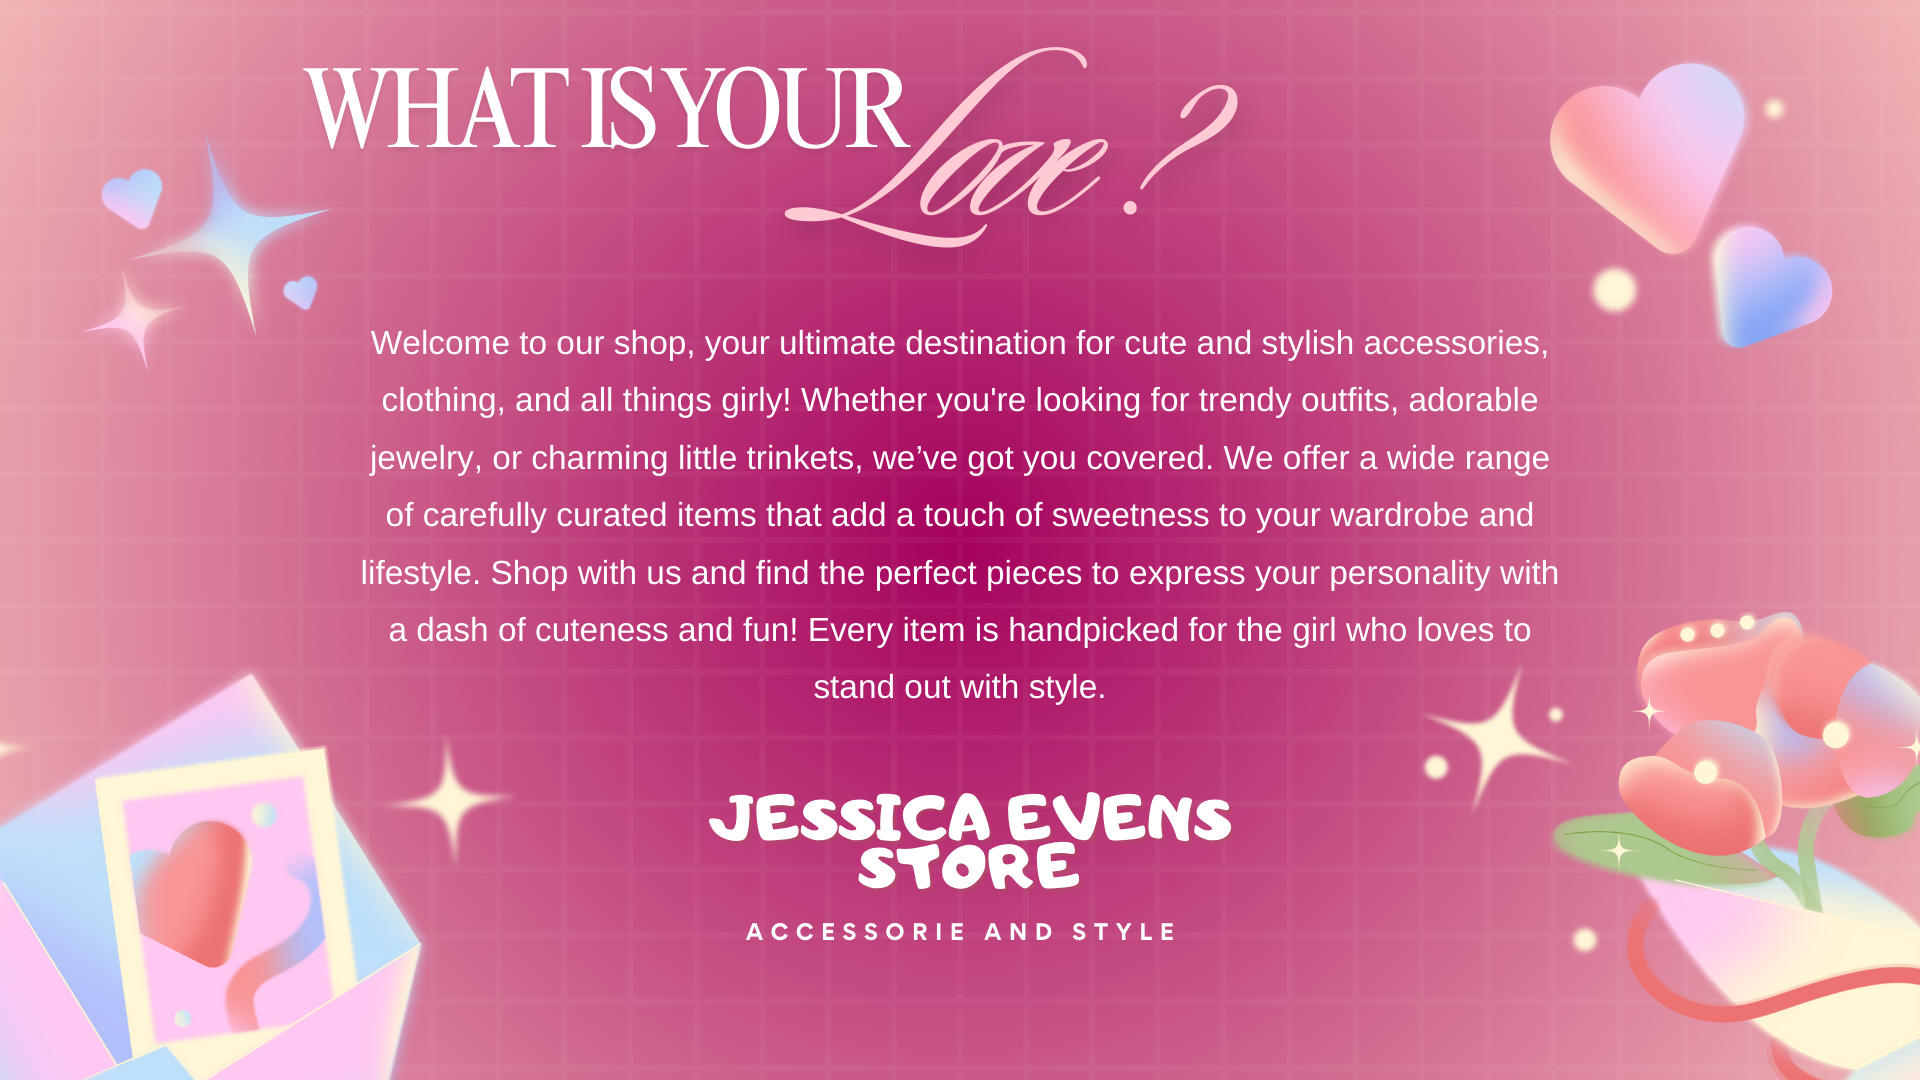 WHAT IS YOUR Love ?
Welcome to our shop, your ultimate destination for cute and stylish accessories,
clothing, and all things girly! Whether you're looking for trendy outfits, adorable
jewelry, or charming little trinkets, we’ve got you covered. We offer a wide range
of carefully curated items that add a touch of sweetness to your wardrobe and
lifestyle. Shop with us and find the perfect pieces to express your personality with
a dash of cuteness and fun! Every item is handpicked for the girl who loves to
stand out with style.
JESSICA EVENS
STORE
ACCESSORIE AND STYLE